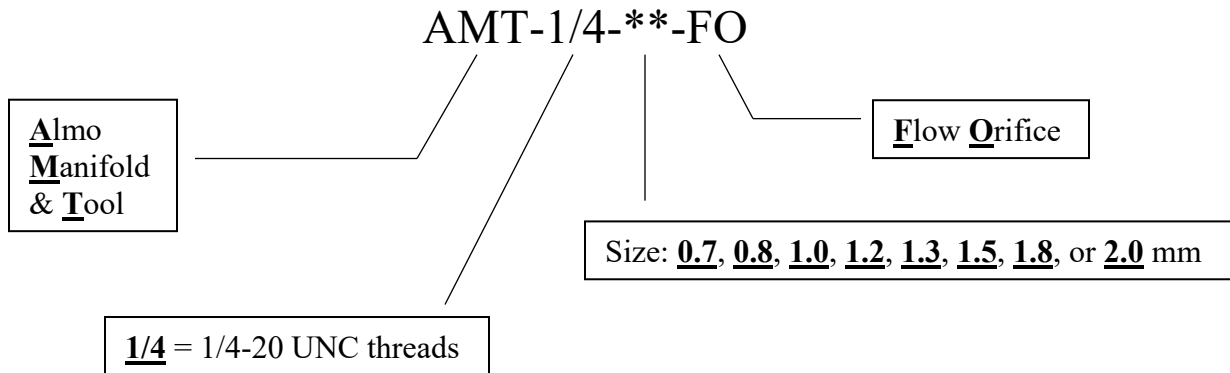 AMT-1/4-**-FO
Almo
Manifold
& Tool
Flow Orifice
Size: 0.7, 0.8, 1.0, 1.2, 1.3, 1.5, 1.8, or 2.0 mm
1/4 = 1/4-20 UNC threads